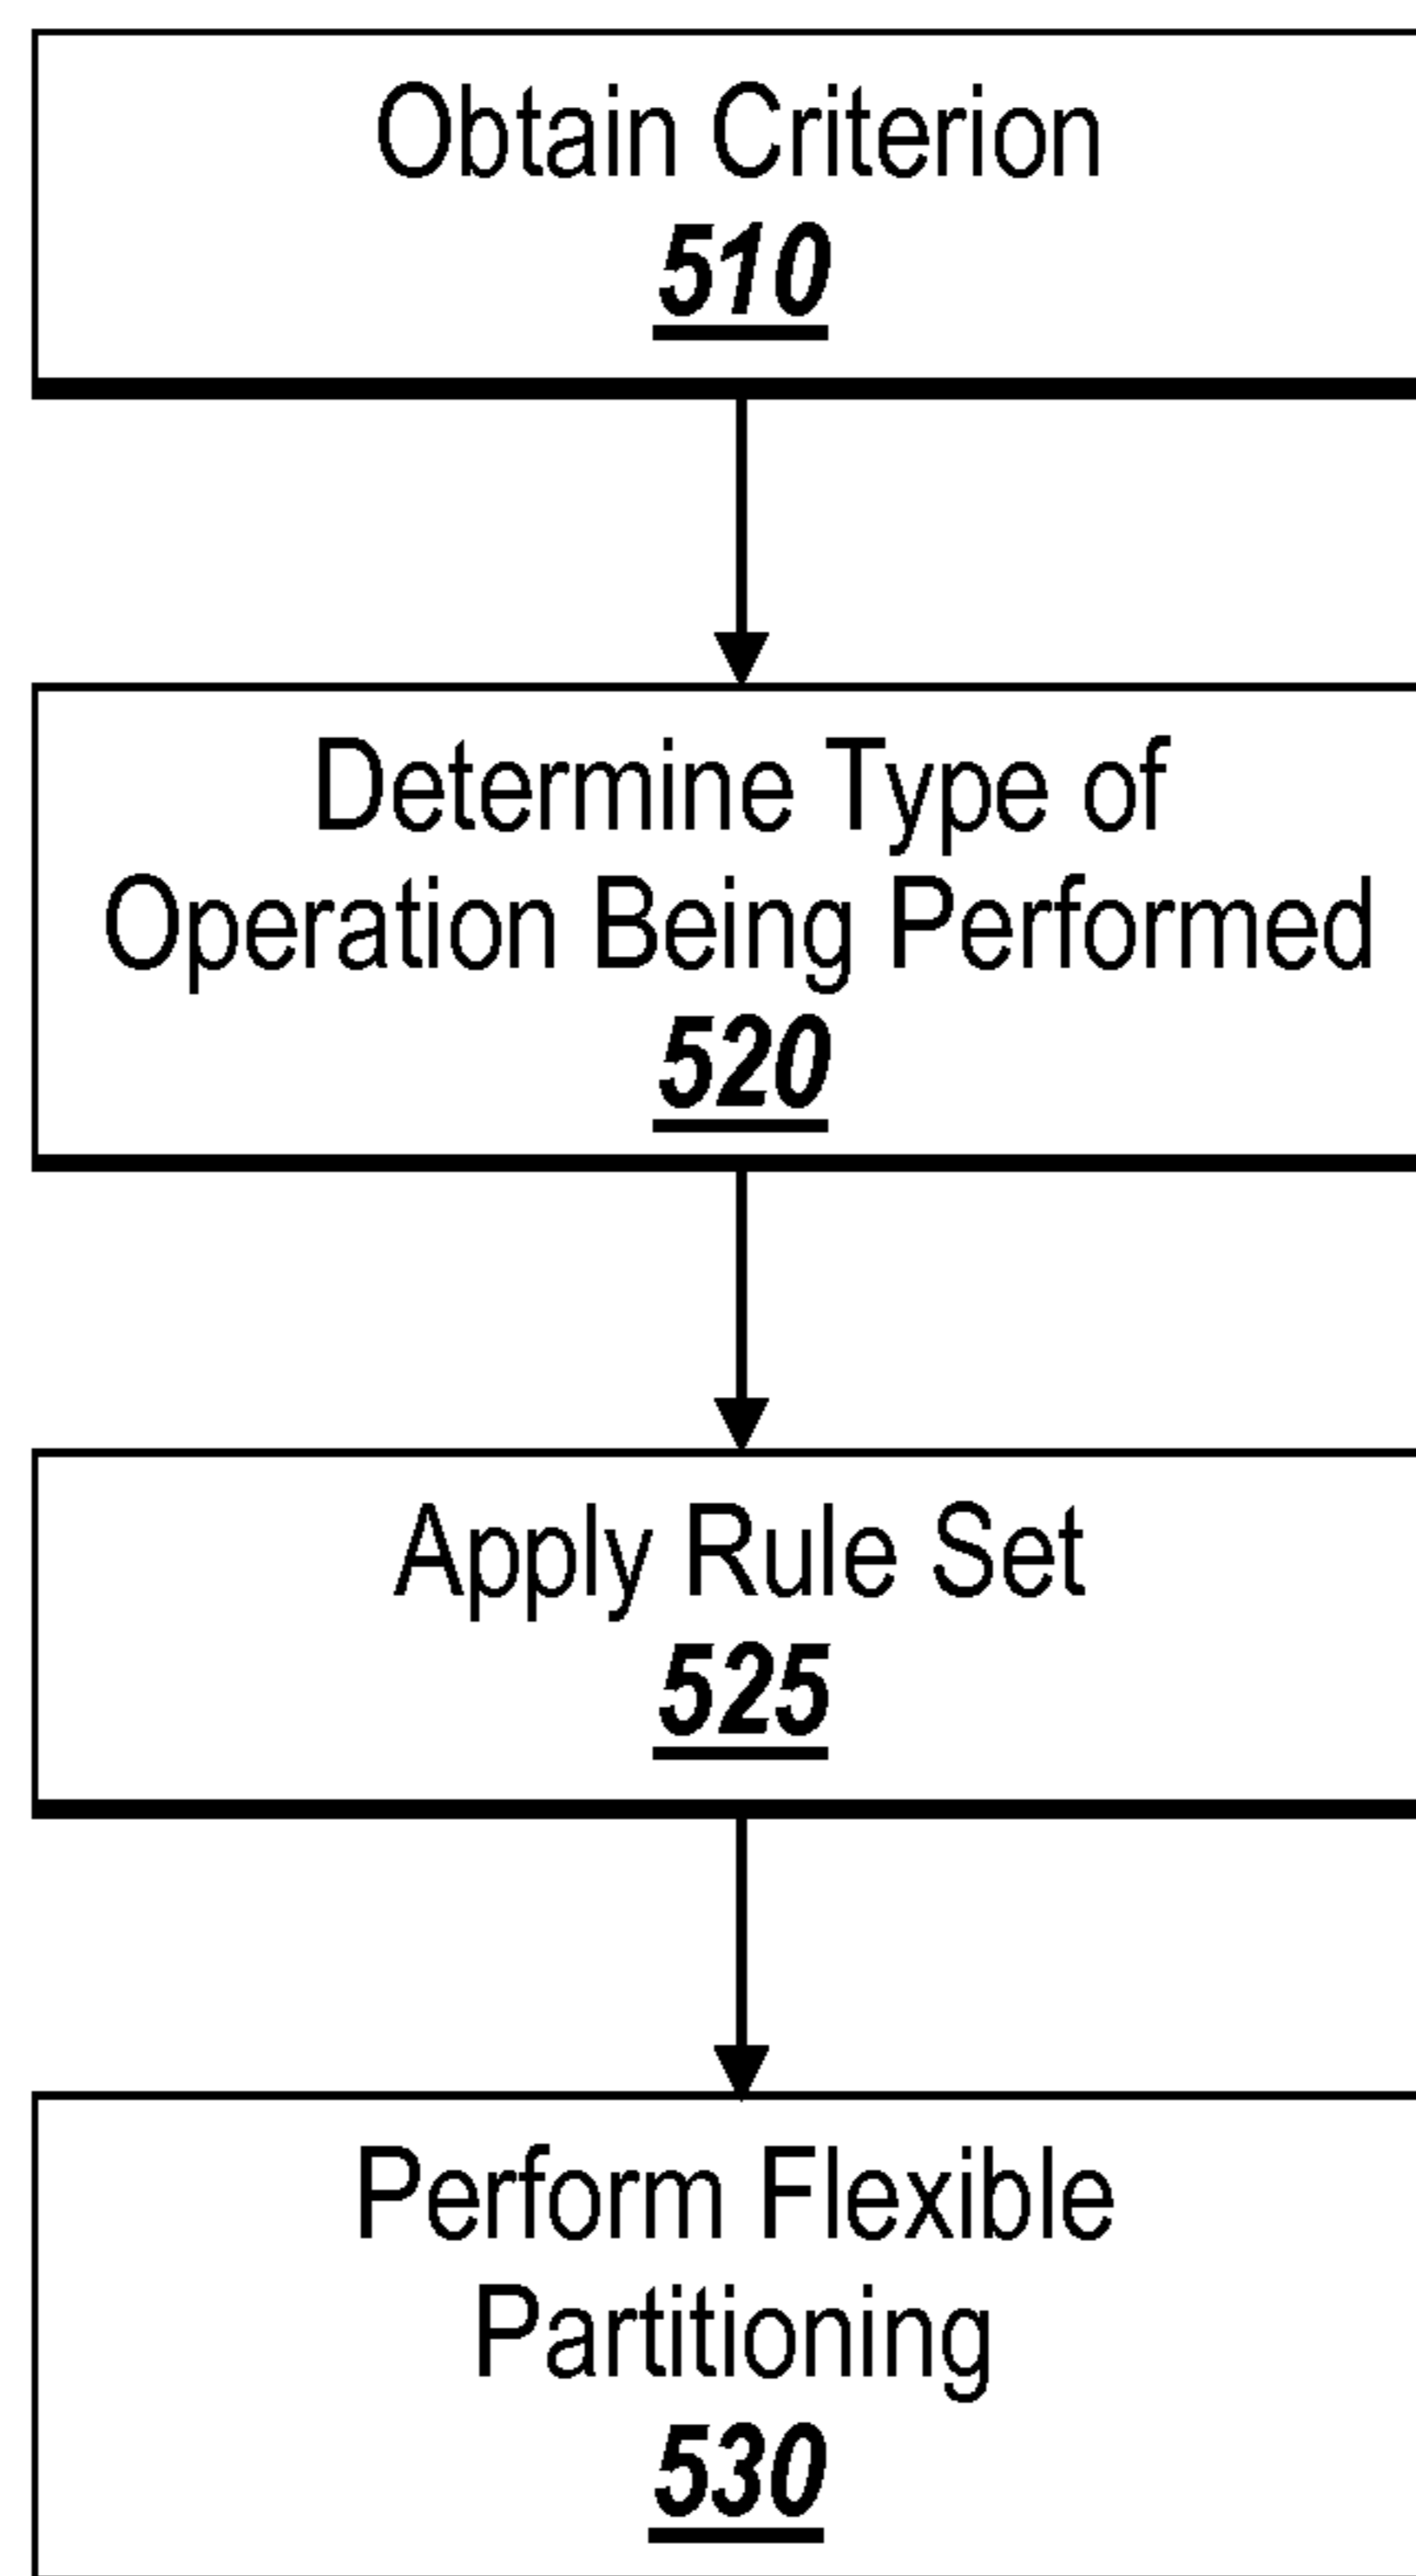 Obtain Criterion
510
Determine Type of
Operation Being Performed
520
Apply Rule Set
525
Perform Flexible
Partitioning
530